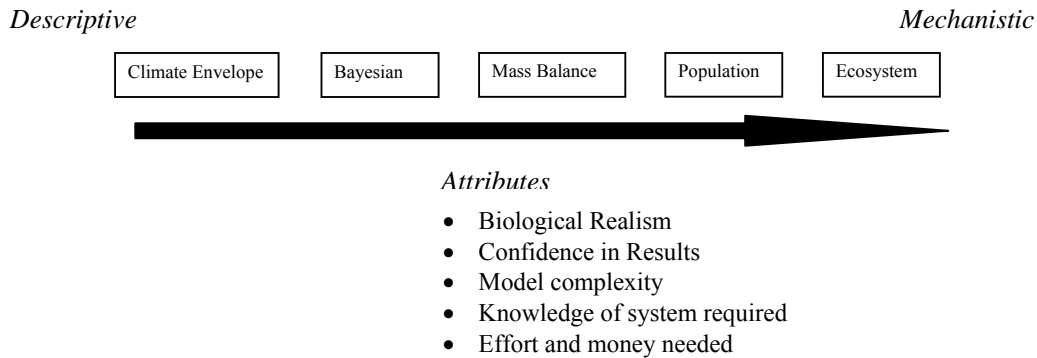 Descriptive Mechanistic
Climate Envelope Bayesian Mass Balance Population Ecosystem
Attributes
• Biological Realism
• Confidence in Results
• Model complexity
• Knowledge of system required
• Effort and money needed